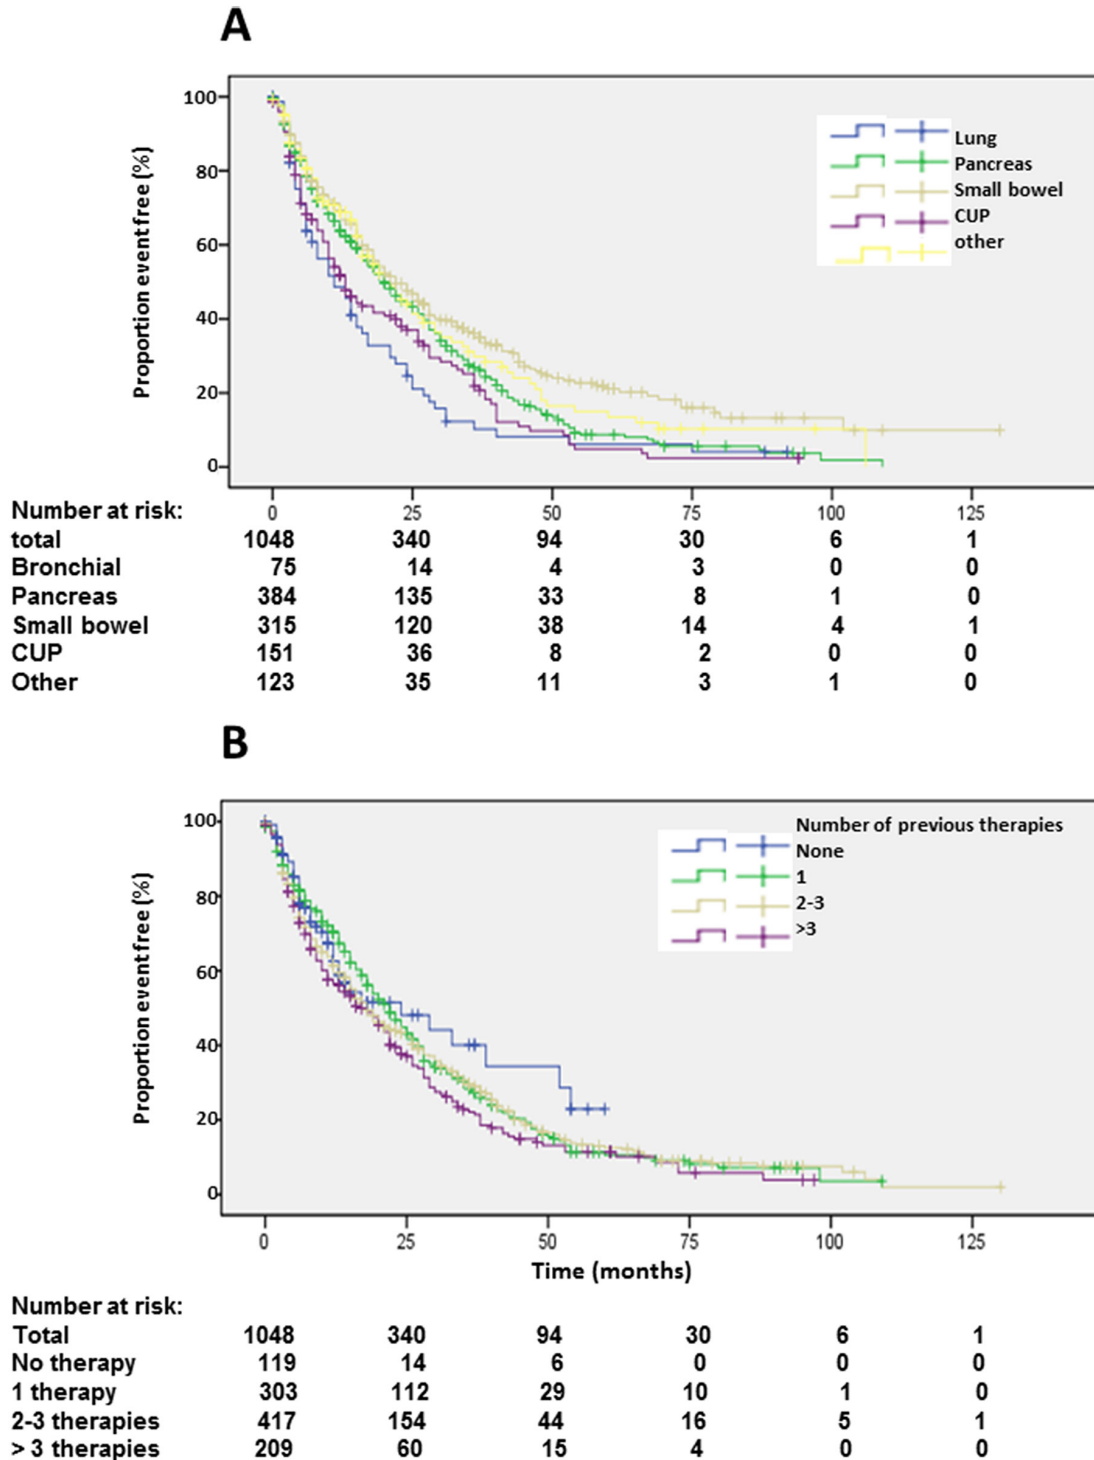 A
Proportion event free (%)
100
80
60
40
20
0
Lung
Pancreas
Small bowel
CUP
other
0 25 50 75 100 125
Number at risk:
total 1048 340 94 30 6 1
Bronchial 75 14 4 3 0 0
Pancreas 384 135 33 8 1 0
Small bowel 315 120 38 14 4 1
CUP 151 36 8 2 0 0
Other 123 35 11 3 1 0
B
Proportion event free (%)
100
80
60
40
20
0
Number of previous therapies
None
1
2-3
>3
0 25 50 75 100 125
Time (months)
Number at risk:
Total 1048 340 94 30 6 1
No therapy 119 14 6 0 0 0
1 therapy 303 112 29 10 1 0
2-3 therapies 417 154 44 16 5 1
> 3 therapies 209 60 15 4 0 0